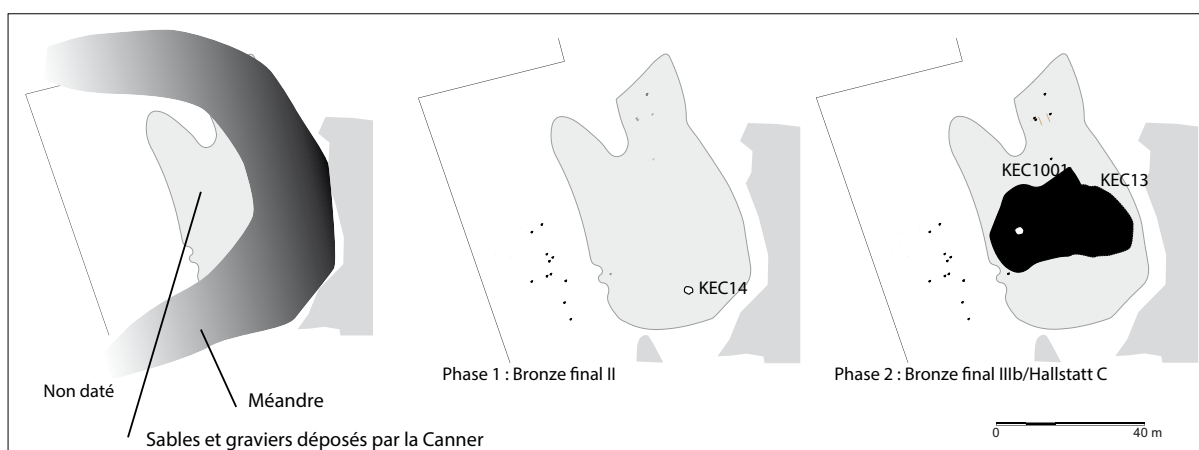 KEC1001
KEC13
KEC14
Phase 1 : Bronze final II
Phase 2 : Bronze final IIIb/Hallstatt C
Non daté
Méandre
Sables et graviers déposés par la Canner
0 40 m